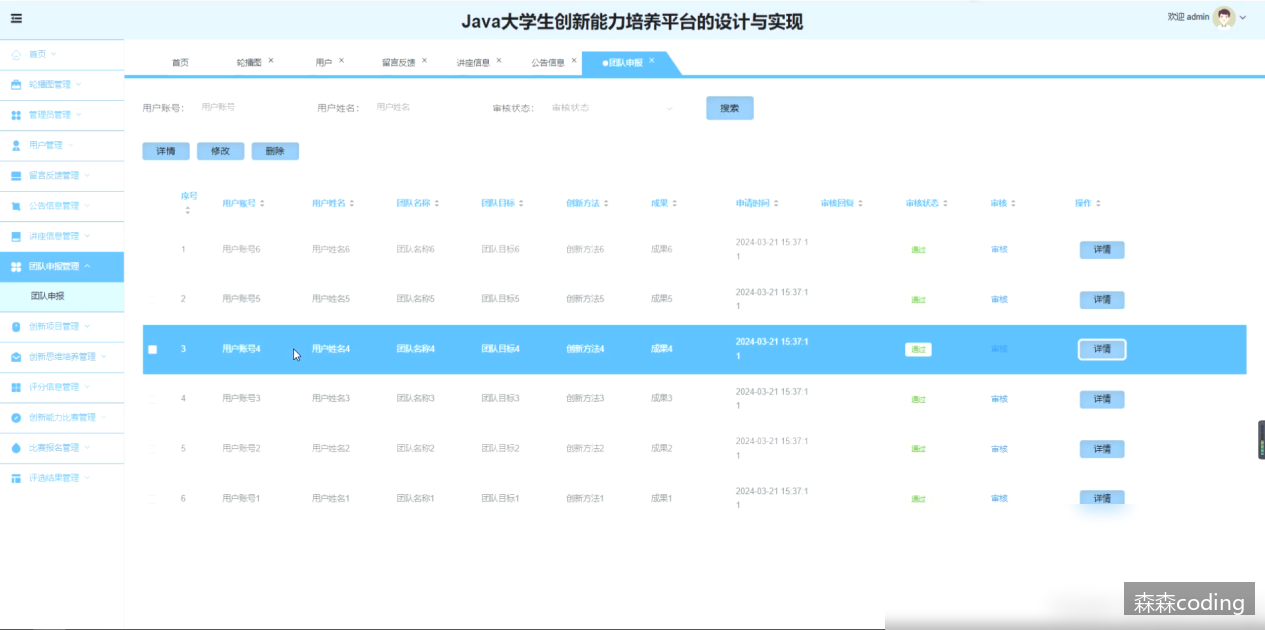 Java大学生创新能力培养平台的设计与实现
欢迎 admin
首页
轮播图管理
管理员管理
用户管理
留言反馈管理
公告信息管理
讲座信息管理
团队申报管理
团队申报
创新项目管理
创新思维培养管理
评分信息管理
创新能力比赛管理
比赛报名管理
评选结果管理
首页 轮播图 × 用户 × 留言反馈 × 讲座信息 × 公告信息 × ●团队申报 ×
用户账号: 用户账号 用户姓名: 用户姓名 审核状态: 审核状态 搜索
详情 修改 删除
序号 用户账号 用户姓名 团队名称 团队目标 创新方法 成果 申请时间 审核回复 审核状态 审核 操作
1 用户账号6 用户姓名6 团队名称6 团队目标6 创新方法6 成果6 2024-03-21 15:37:1 通过 审核 详情
1
2 用户账号5 用户姓名5 团队名称5 团队目标5 创新方法5 成果5 2024-03-21 15:37:1 通过 审核 详情
1
3 用户账号4 用户姓名4 团队名称4 团队目标4 创新方法4 成果4 2024-03-21 15:37:1 通过 审核 详情
1
4 用户账号3 用户姓名3 团队名称3 团队目标3 创新方法3 成果3 2024-03-21 15:37:1 通过 审核 详情
1
5 用户账号2 用户姓名2 团队名称2 团队目标2 创新方法2 成果2 2024-03-21 15:37:1 通过 审核 详情
1
6 用户账号1 用户姓名1 团队名称1 团队目标1 创新方法1 成果1 2024-03-21 15:37:1 通过 审核 详情
1
森森coding